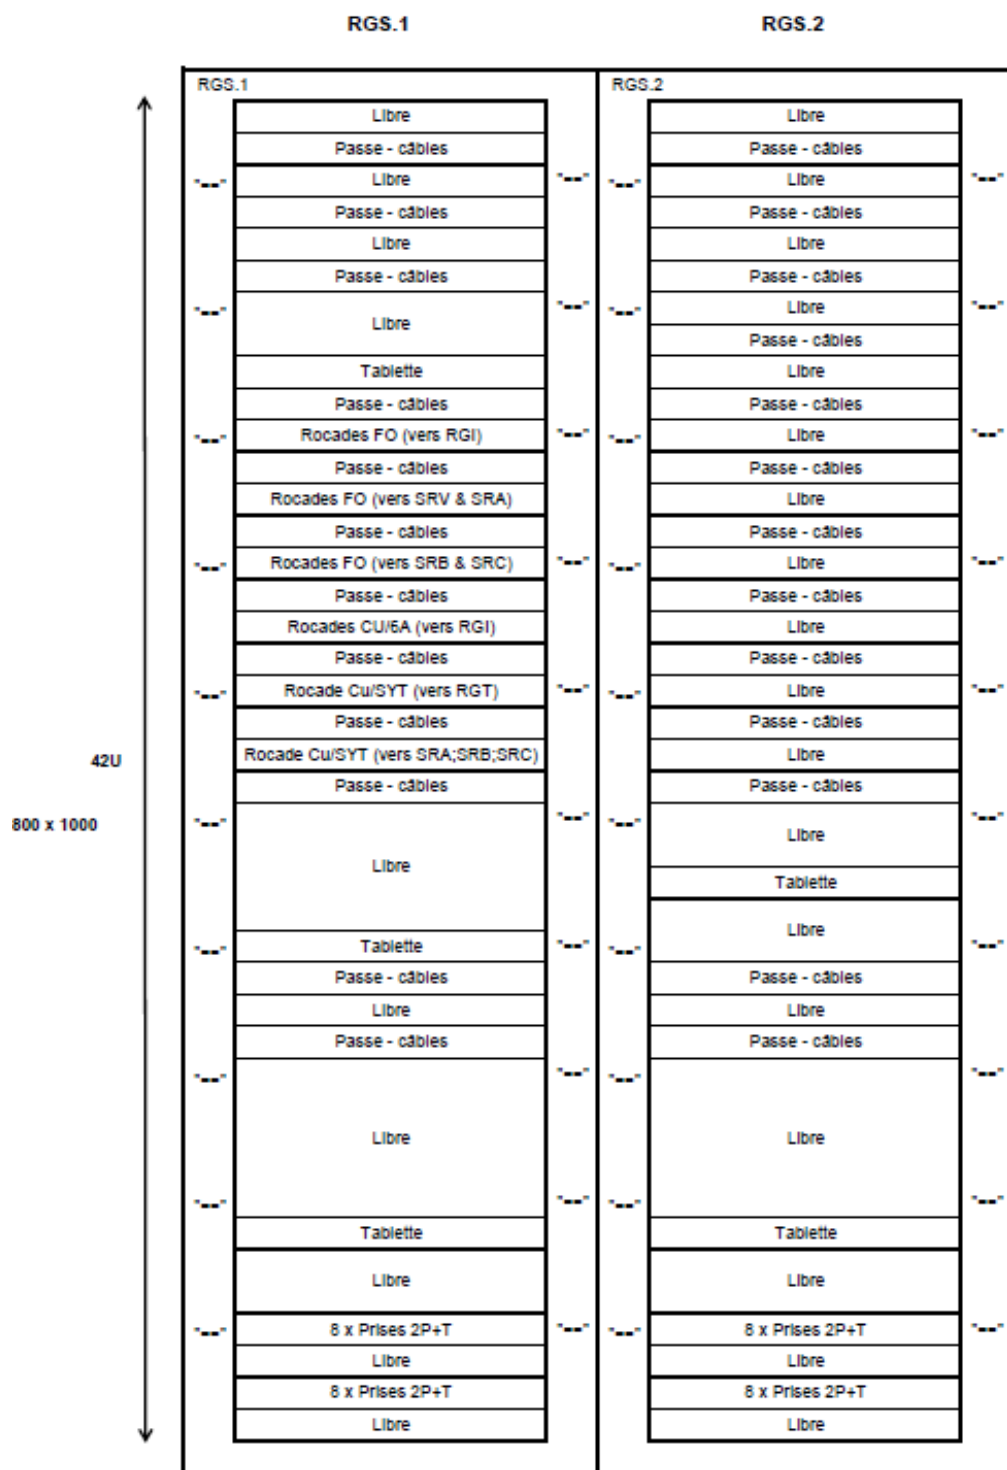 RGS.1
RGS.2
RGS.1
Libre
Passe - câbles
"--"
Libre
"--"
Passe - câbles
Libre
Passe - câbles
"--"
Libre
"--"
Tablette
Passe - câbles
"--"
Rocades FO (vers RGI)
"--"
Passe - câbles
Rocades FO (vers SRV & SRA)
Passe - câbles
"--"
Rocades FO (vers SRB & SRC)
"--"
Passe - câbles
Rocades CU/6A (vers RGI)
Passe - câbles
"--"
Rocade Cu/SYT (vers RGT)
"--"
Passe - câbles
Rocade Cu/SYT (vers SRA;SRB;SRC)
Passe - câbles
"--"
Libre
"--"
"--"
Tablette
"--"
Passe - câbles
Libre
Passe - câbles
"--"
"--"
Libre
"--"
"--"
Tablette
Libre
"--"
8 x Prises 2P+T
"--"
Libre
8 x Prises 2P+T
Libre
42U
800 x 1000
RGS.2
Libre
Passe - câbles
"--"
Libre
"--"
Passe - câbles
Libre
Passe - câbles
"--"
Libre
"--"
Passe - câbles
Libre
Passe - câbles
"--"
Libre
"--"
Passe - câbles
Libre
Passe - câbles
"--"
Libre
"--"
Passe - câbles
Libre
Passe - câbles
"--"
Libre
"--"
Passe - câbles
Libre
Passe - câbles
"--"
Libre
"--"
Tablette
"--"
Libre
"--"
Passe - câbles
Libre
Passe - câbles
"--"
"--"
Libre
"--"
"--"
Tablette
Libre
"--"
8 x Prises 2P+T
"--"
Libre
8 x Prises 2P+T
Libre